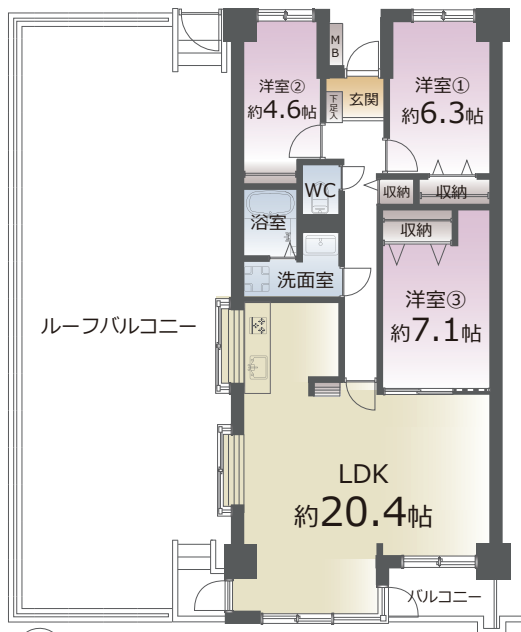 MB
洋室②
約4.6帖
下足入
玄関
洋室①
約6.3帖
WC
収納
収納
浴室
収納
洗面室
洋室③
約7.1帖
ルーフバルコニー
LDK
約20.4帖
バルコニー